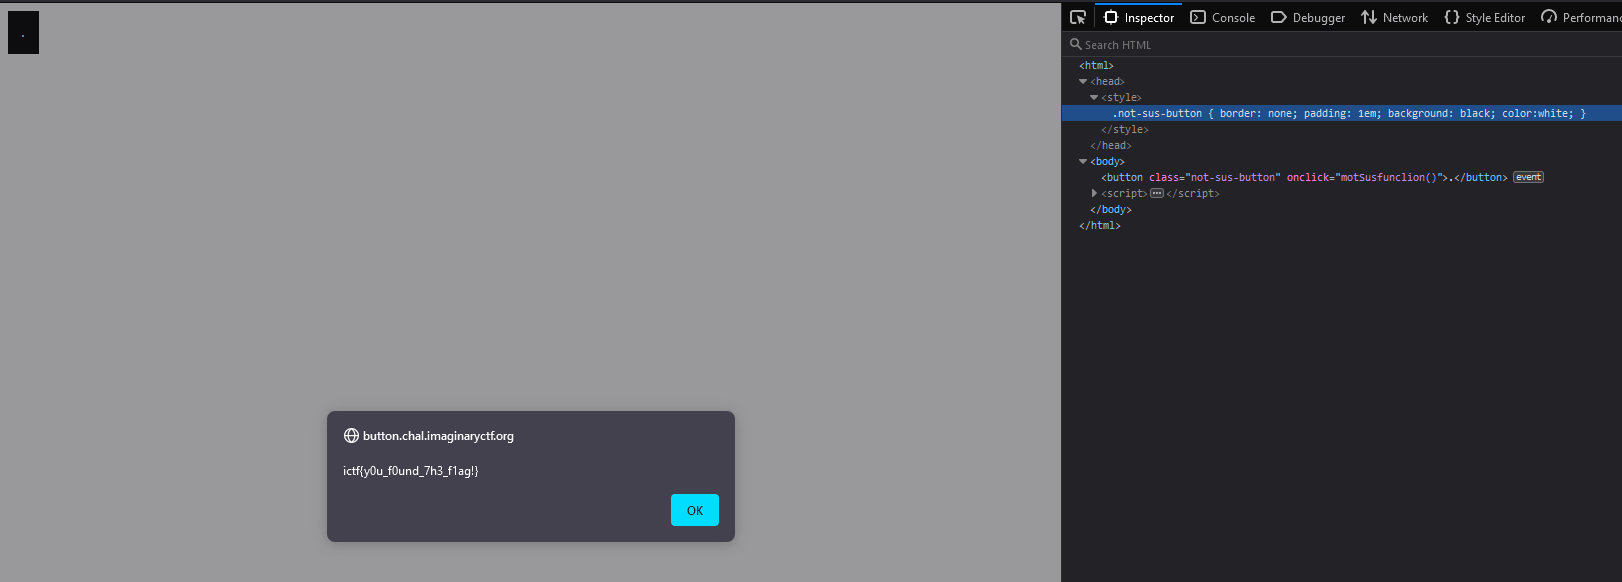 .
Inspector Console Debugger Network Style Editor
Search HTML
<html>
<head>
<style>
.not-sus-button { border: none; padding: 1em; background: black; color:white; }
</style>
</head>
<body>
<button class="not-sus-button" onclick="motSusfunclion()">.</button> event
<script>···</script>
</body>
</html>
button.chal.imaginaryctf.org
ictf{y0u_f0und_7h3_f1ag!}
OK